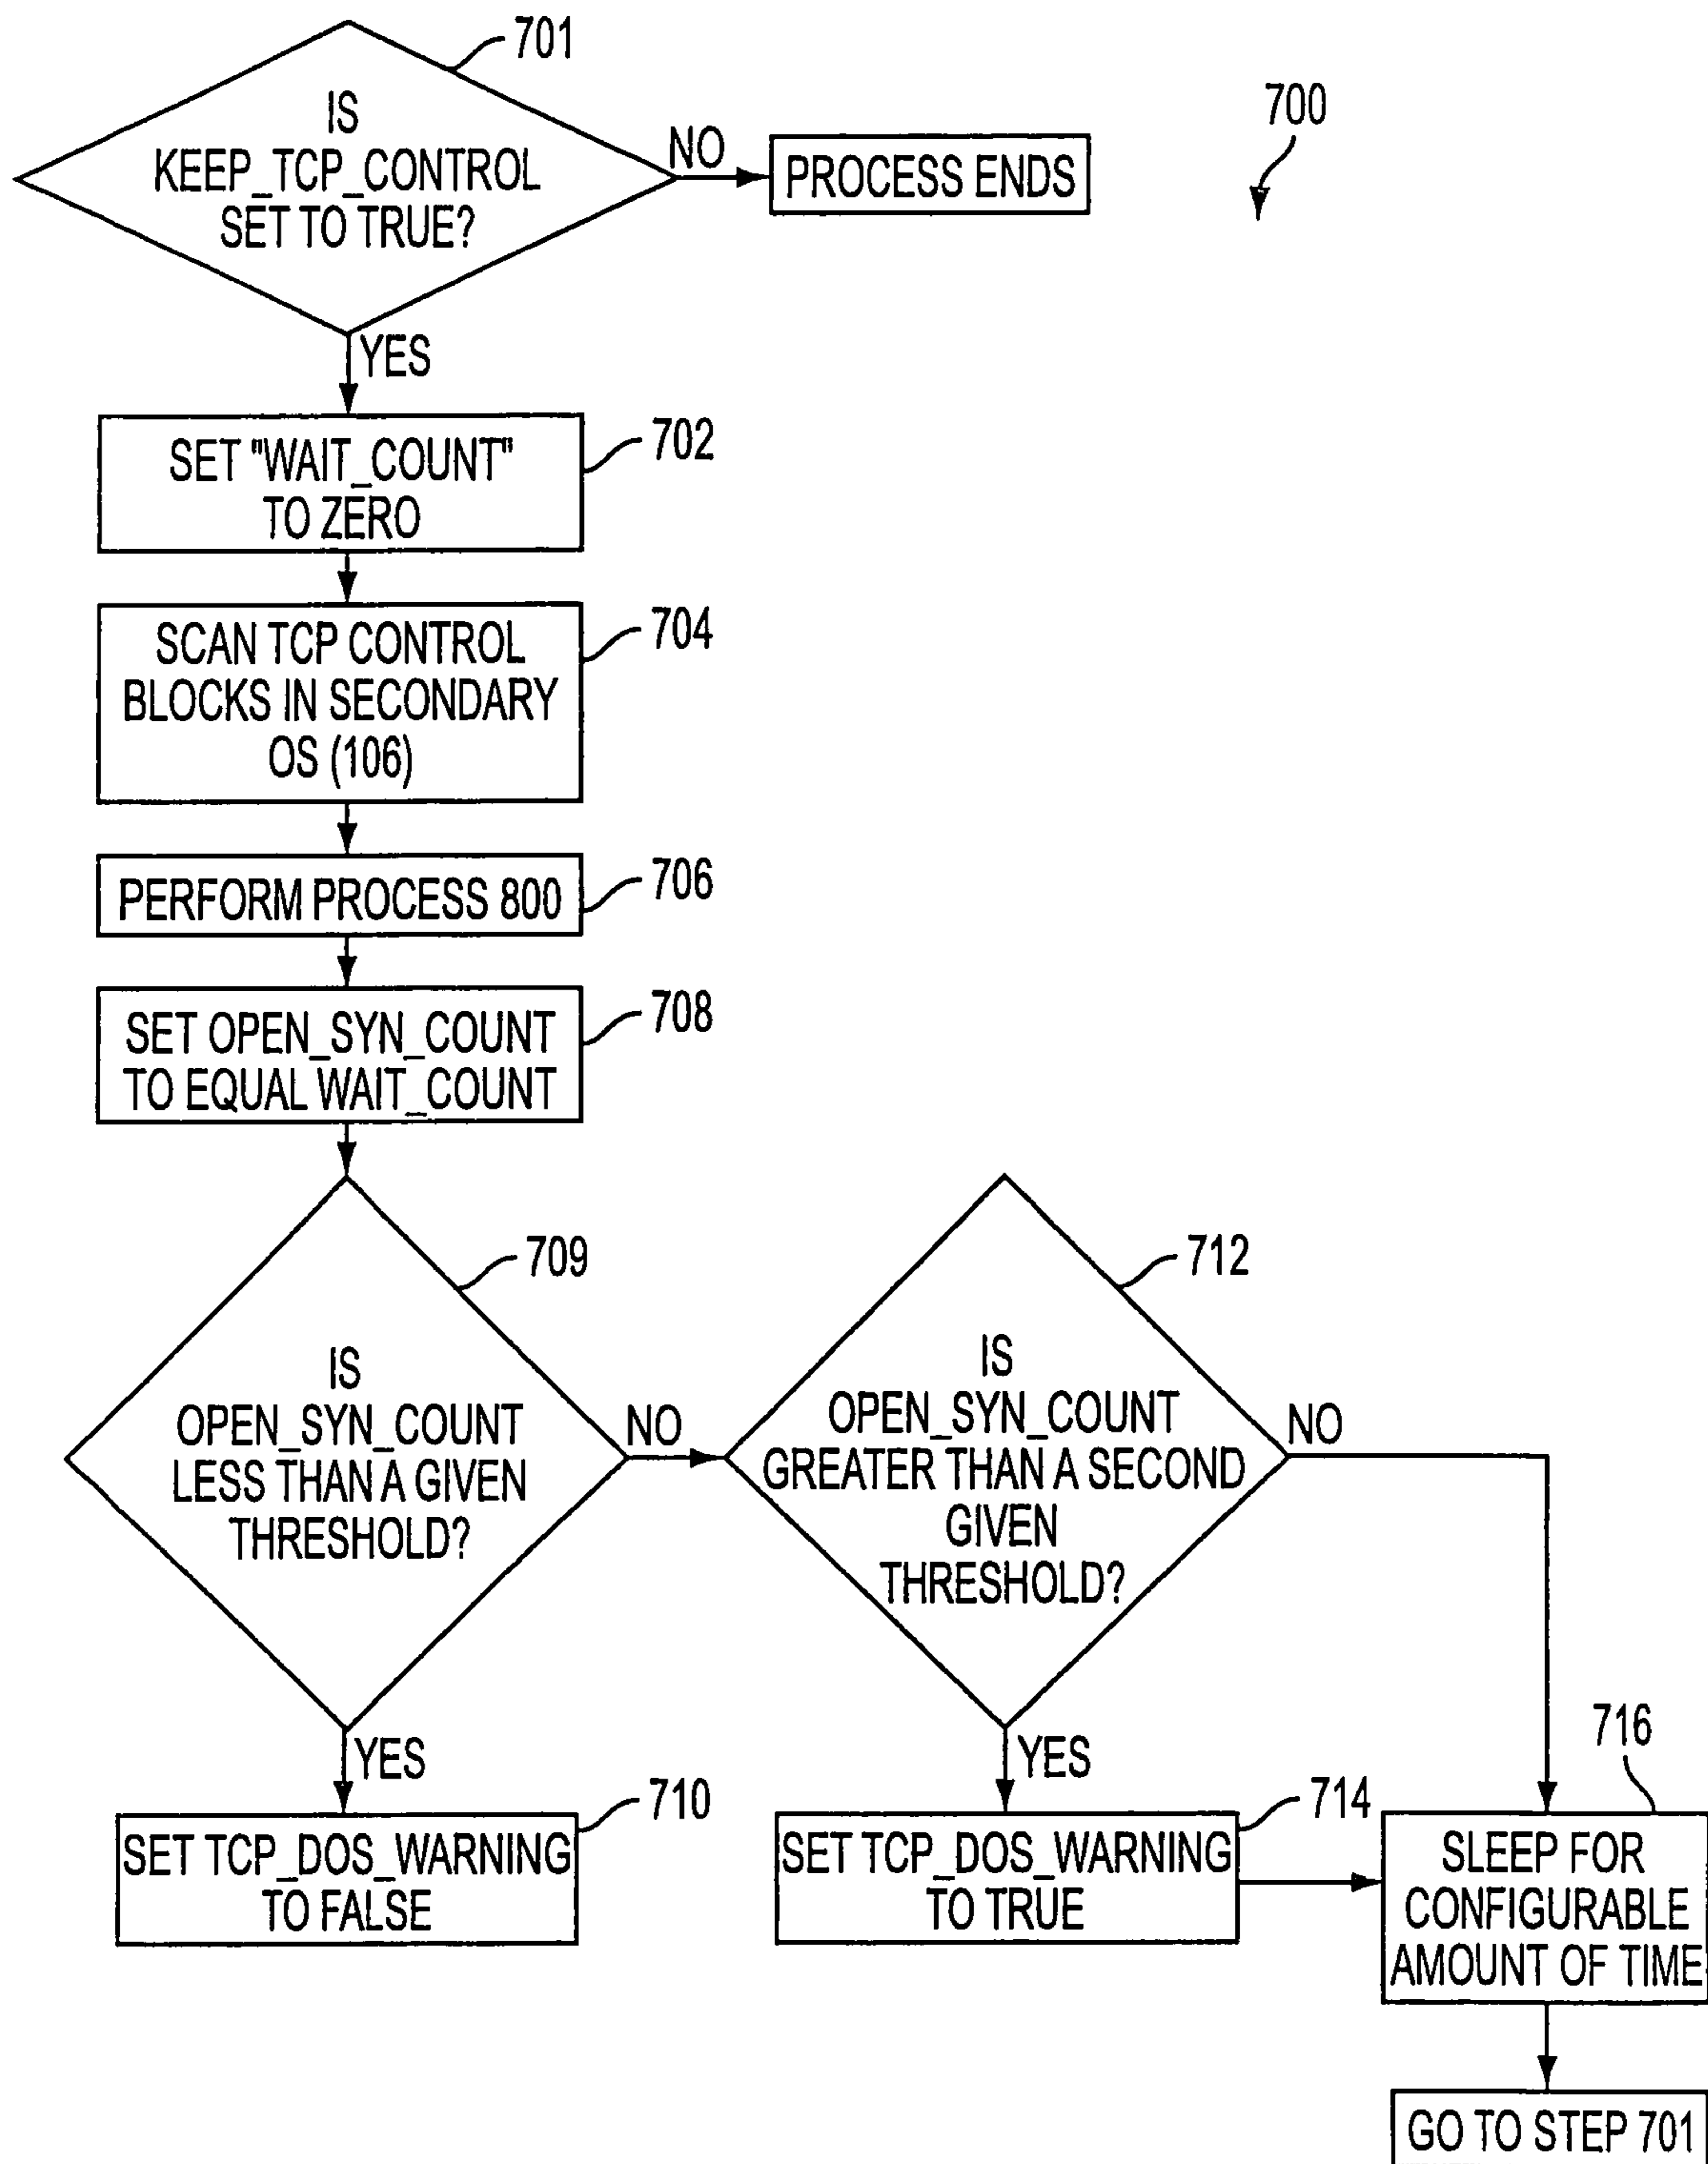 701
IS
KEEP_TCP_CONTROL
SET TO TRUE?
NO
PROCESS ENDS
700
YES
SET "WAIT_COUNT"
TO ZERO
702
SCAN TCP CONTROL
BLOCKS IN SECONDARY
OS (106)
704
PERFORM PROCESS 800
706
SET OPEN_SYN_COUNT
TO EQUAL WAIT_COUNT
708
709
IS
OPEN_SYN_COUNT
LESS THAN A GIVEN
THRESHOLD?
NO
712
IS
OPEN_SYN_COUNT
GREATER THAN A SECOND
GIVEN
THRESHOLD?
NO
YES
SET TCP_DOS_WARNING
TO FALSE
710
YES
SET TCP_DOS_WARNING
TO TRUE
714
716
SLEEP FOR
CONFIGURABLE
AMOUNT OF TIME
GO TO STEP 701